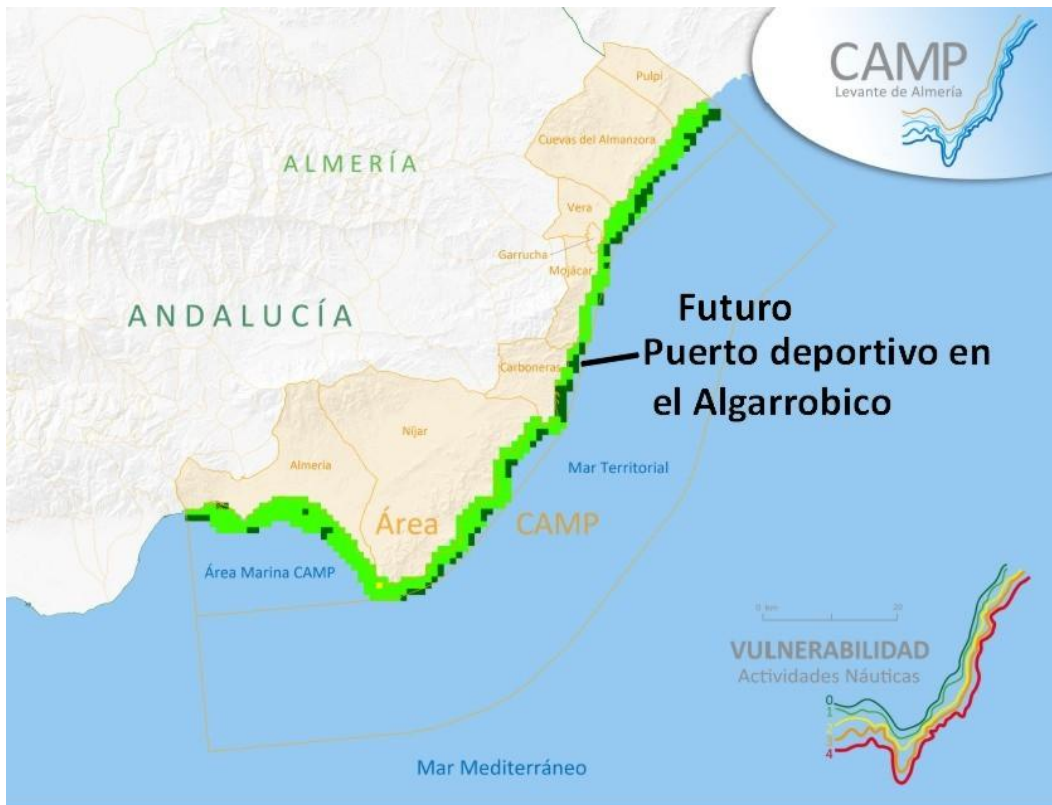 CAMP
Levante de Almería
Pulpí
Cuevas del Almanzora
ALMERÍA
Vera
Garrucha
Mojácar
ANDALUCÍA
Futuro
Puerto deportivo en
el Algarrobico
Carboneras
Níjar
Almería
Mar Territorial
Área CAMP
Área Marina CAMP
0 km 20
VULNERABILIDAD
Actividades Náuticas
0
1
2
3
4
Mar Mediterráneo